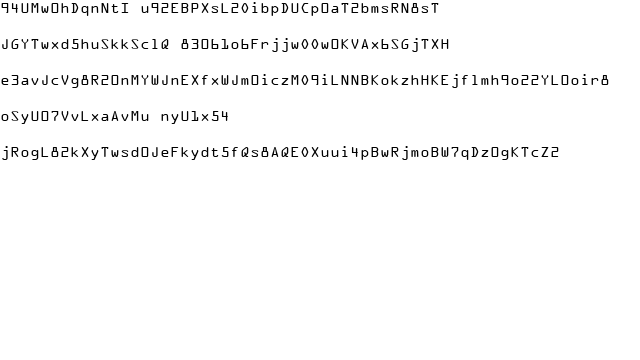 94UMwOhDqnNtI u92EBPXsL20ibpDUCpOaT2bmsRN8sT
JGYTwxd5huSkkSclQ 83O61o6Frjjw00wOKVAx6SGjTXH
e3avJcVg8R2OnMYWJnEXfxWJmOiczM09iLNNBKokzhHKEjflmh9o22YLOoir8
oSyUO7VvLxaAvMu nyU1x54
jRogL82kXyTwsdOJeFkydt5fQs8AQE0Xuui4pBwRjmoBW7qDzOgKTcZ2